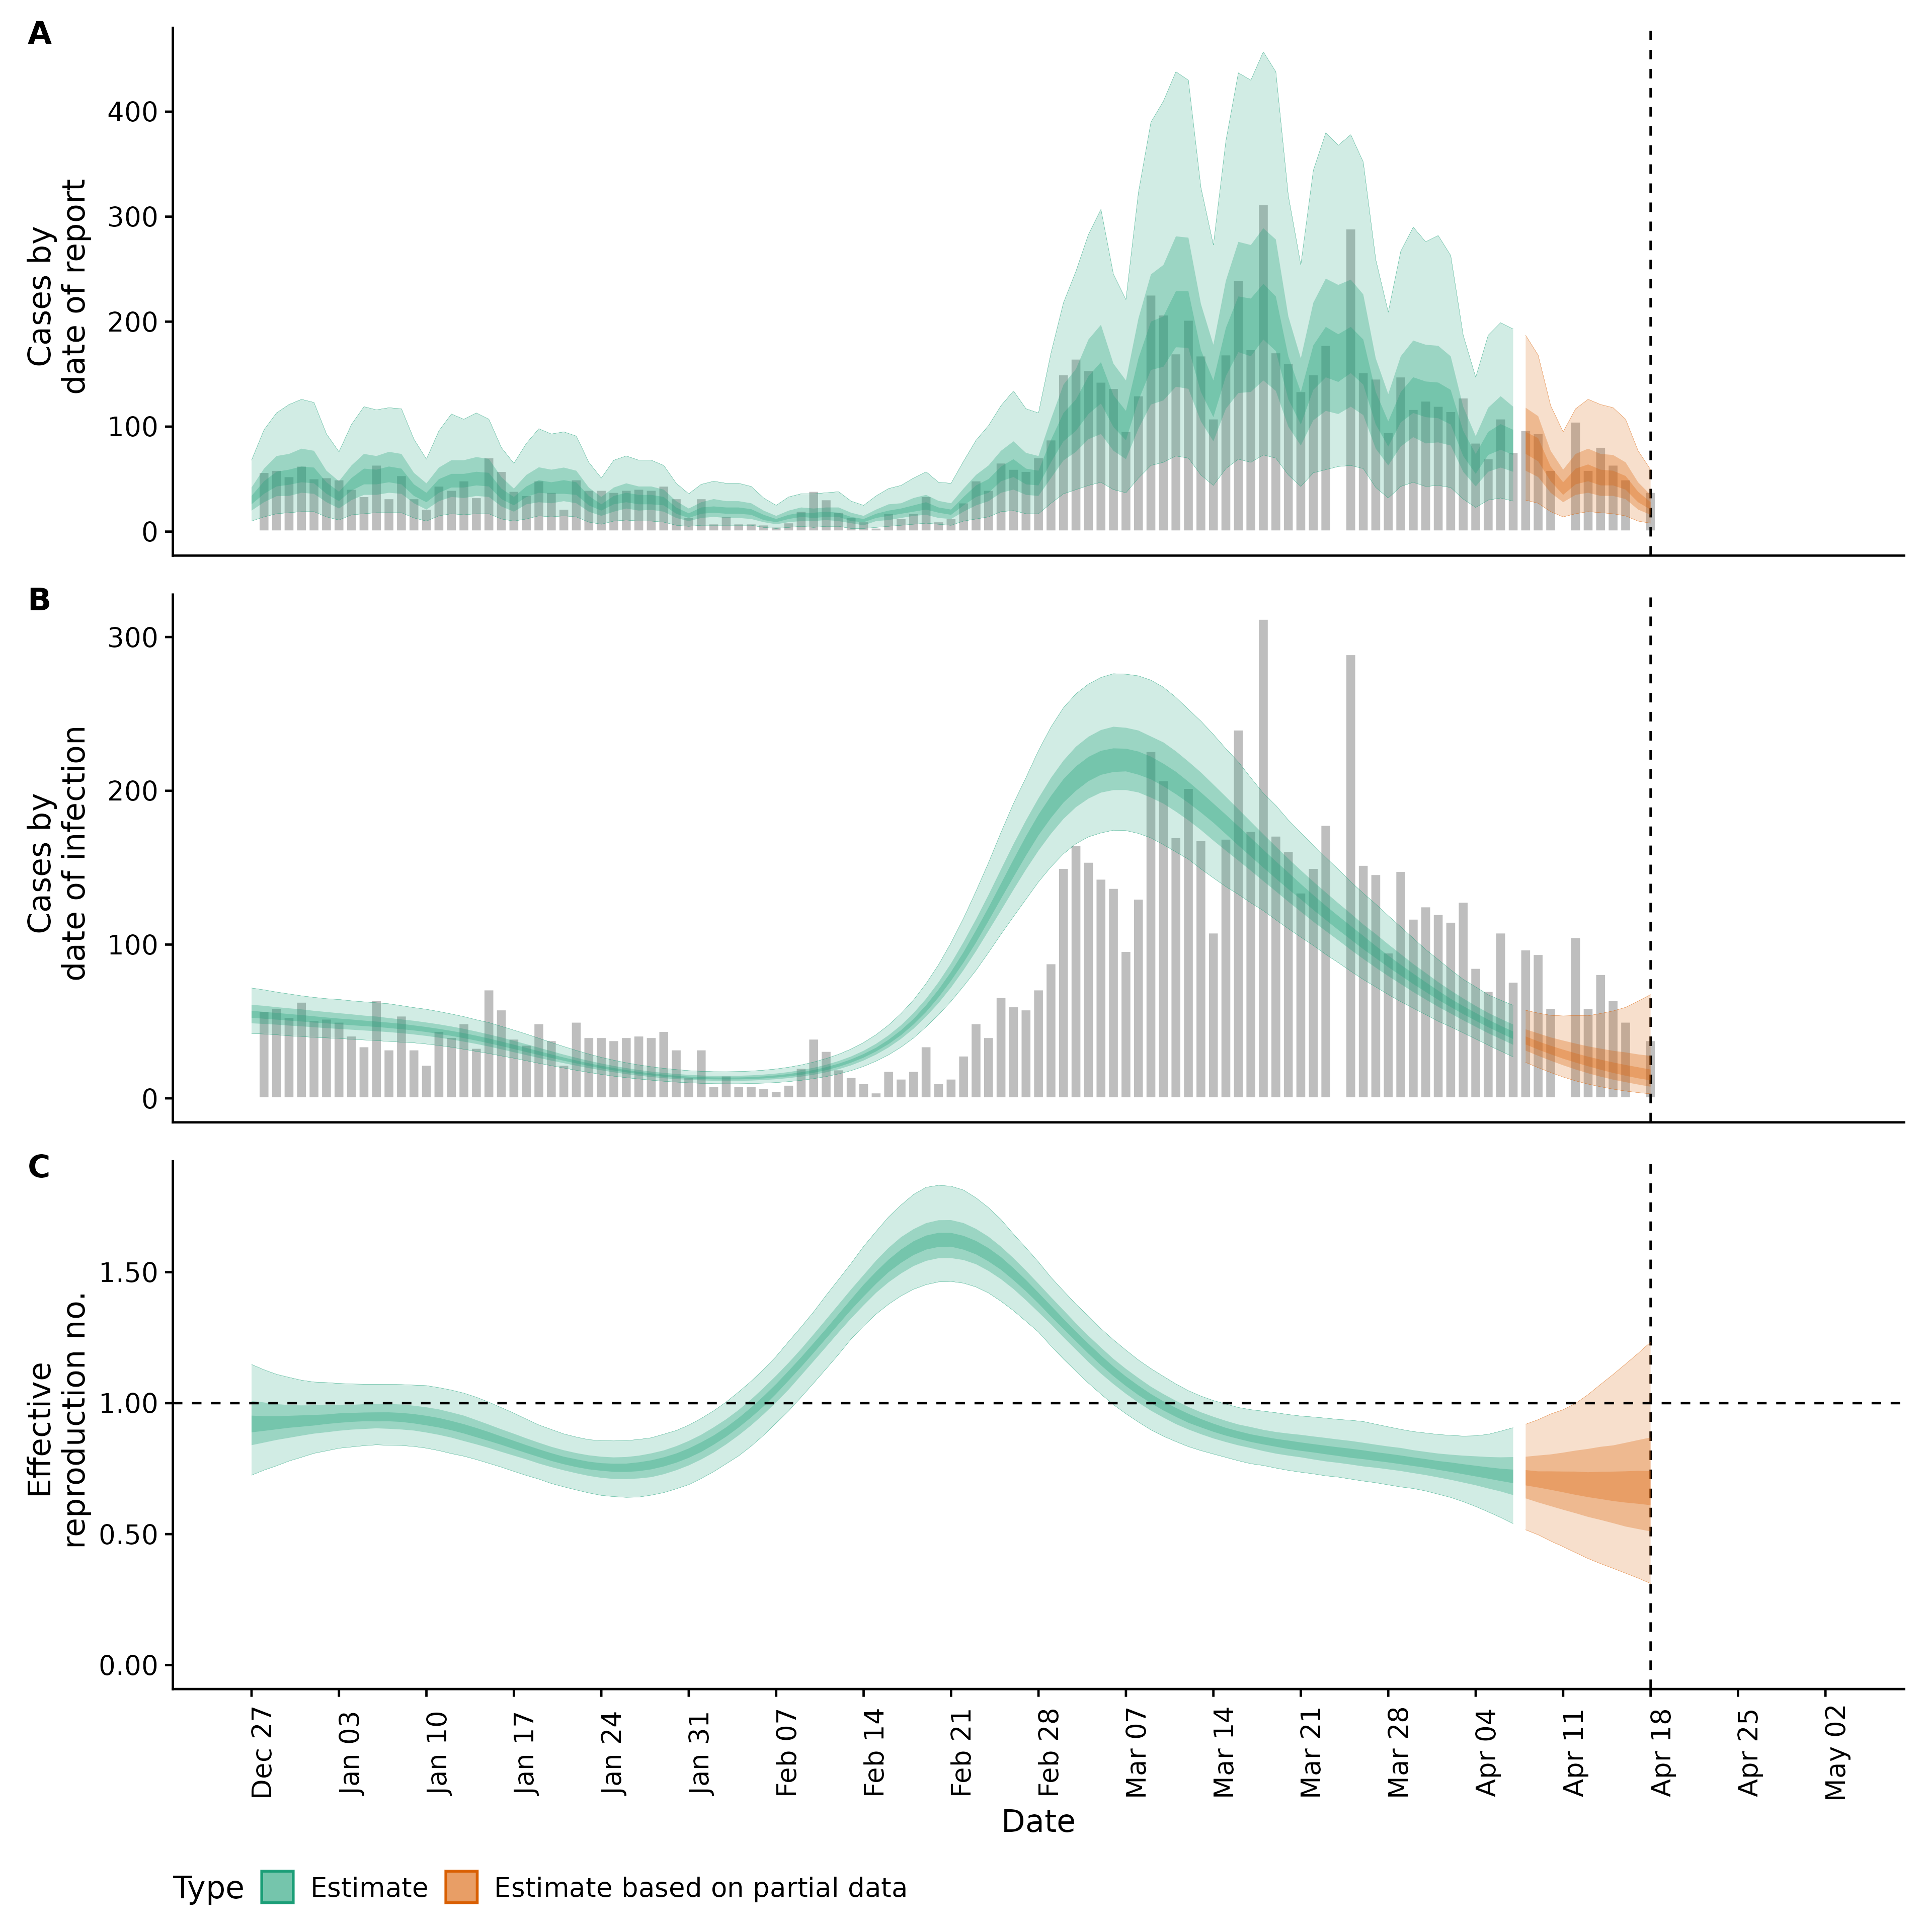 A
Cases by
date of report
400
300
200
100
0
B
Cases by
date of infection
300
200
100
0
C
Effective
reproduction no.
1.50
1.00
0.50
0.00
Dec 27
Jan 03
Jan 10
Jan 17
Jan 24
Jan 31
Feb 07
Feb 14
Feb 21
Feb 28
Mar 07
Mar 14
Mar 21
Mar 28
Apr 04
Apr 11
Apr 18
Apr 25
May 02
Date
Type Estimate Estimate based on partial data